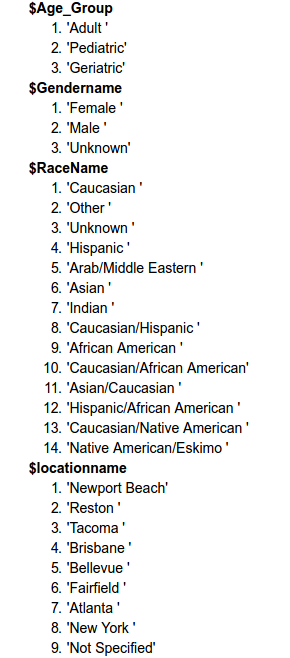 $Age_Group
1. 'Adult '
2. 'Pediatric'
3. 'Geriatric'
$Gendername
1. 'Female '
2. 'Male '
3. 'Unknown'
$RaceName
1. 'Caucasian '
2. 'Other '
3. 'Unknown '
4. 'Hispanic '
5. 'Arab/Middle Eastern '
6. 'Asian '
7. 'Indian '
8. 'Caucasian/Hispanic '
9. 'African American '
10. 'Caucasian/African American'
11. 'Asian/Caucasian '
12. 'Hispanic/African American '
13. 'Caucasian/Native American '
14. 'Native American/Eskimo '
$locationname
1. 'Newport Beach'
2. 'Reston '
3. 'Tacoma '
4. 'Brisbane '
5. 'Bellevue '
6. 'Fairfield '
7. 'Atlanta '
8. 'New York '
9. 'Not Specified'